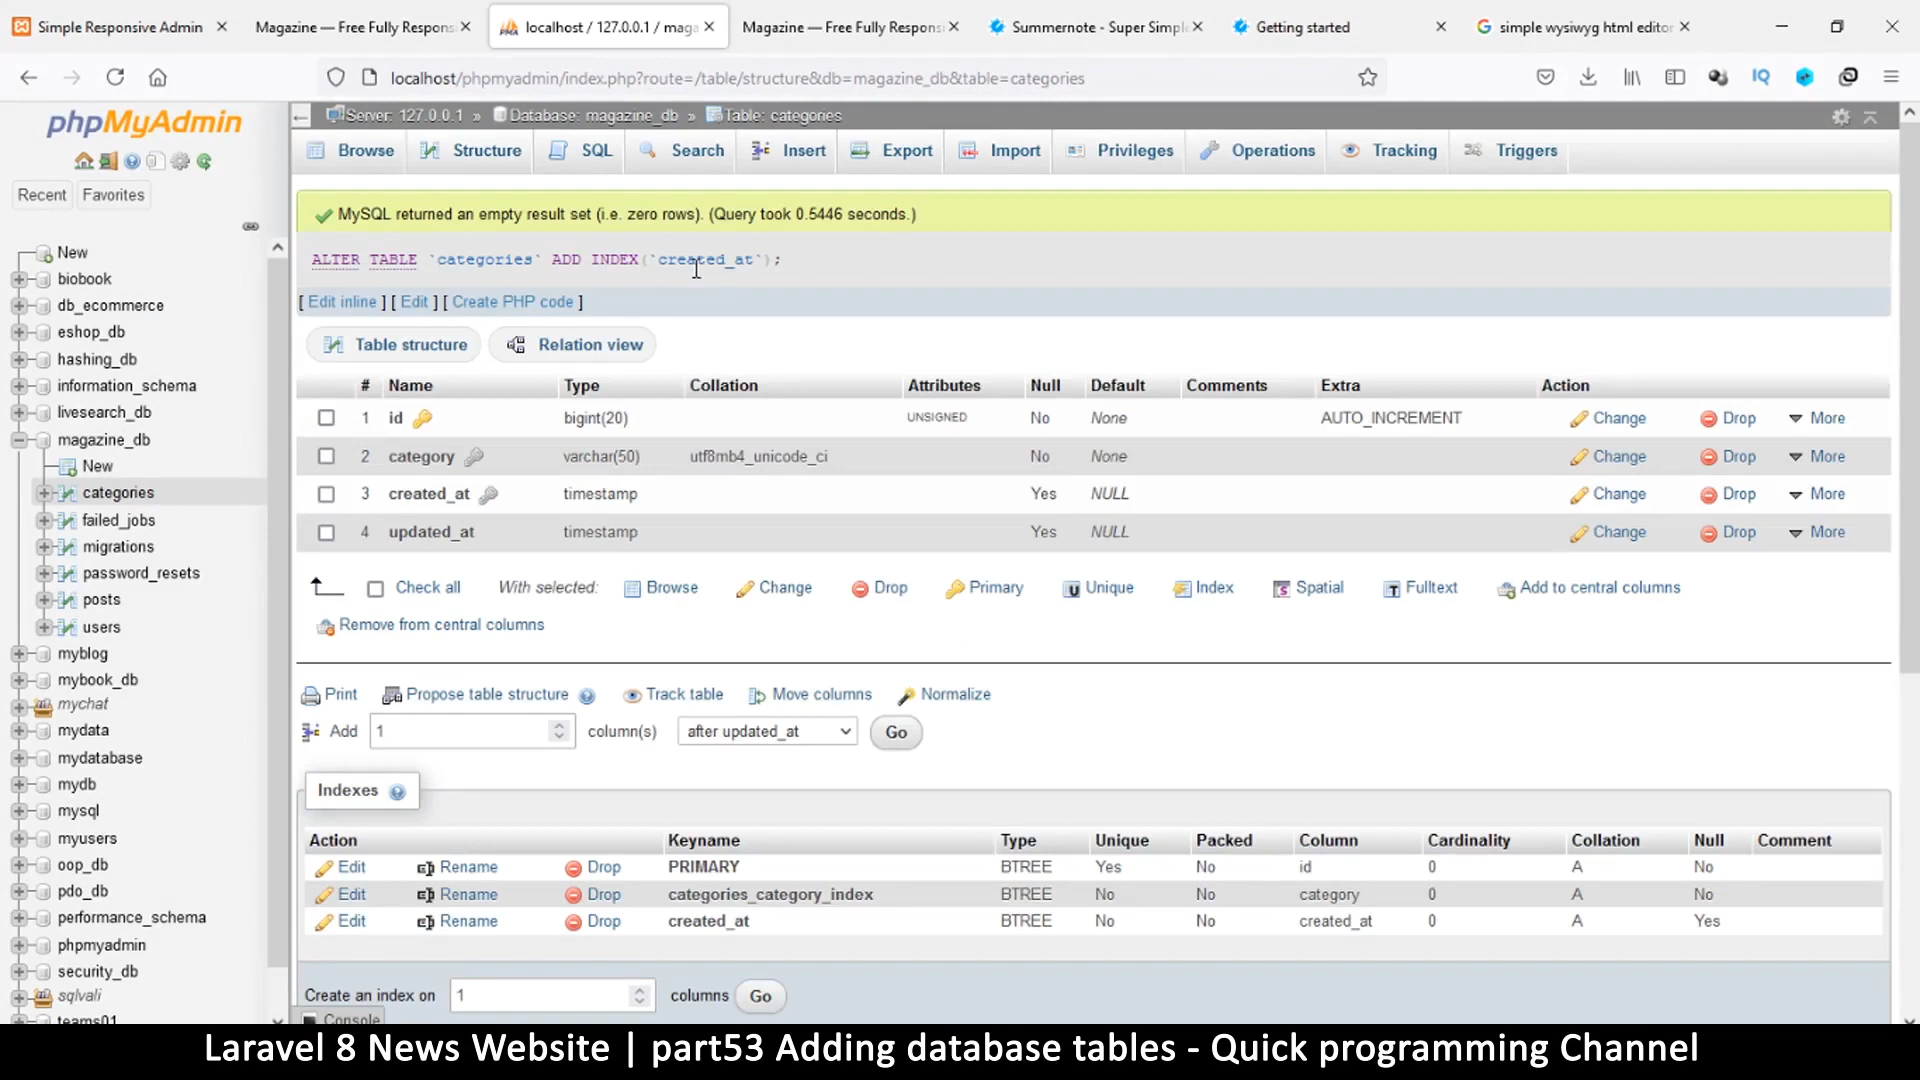 Simple Responsive Admin
Magazine — Free Fully Respons
localhost / 127.0.0.1 / maga
Magazine — Free Fully Respons
Summernote - Super Simple
Getting started
simple wysiwyg html editor
localhost/phpmyadmin/index.php?route=/table/structure&db=magazine_db&table=categories
IQ
phpMyAdmin
Recent
Favorites
New
biobook
db_ecommerce
eshop_db
hashing_db
information_schema
livesearch_db
magazine_db
New
categories
failed_jobs
migrations
password_resets
posts
users
myblog
mybook_db
mychat
mydata
mydatabase
mydb
mysql
myusers
oop_db
pdo_db
performance_schema
phpmyadmin
security_db
sqlvali
teams01
Server: 127.0.0.1 » Database: magazine_db » Table: categories
Browse Structure SQL Search Insert Export Import Privileges Operations Tracking Triggers
MySQL returned an empty result set (i.e. zero rows). (Query took 0.5446 seconds.)
ALTER TABLE `categories` ADD INDEX(`created_at`);
[ Edit inline ] [ Edit ] [ Create PHP code ]
Table structure Relation view
# Name Type Collation Attributes Null Default Comments Extra Action
1 id bigint(20) UNSIGNED No None AUTO_INCREMENT Change Drop More
2 category varchar(50) utf8mb4_unicode_ci No None Change Drop More
3 created_at timestamp Yes NULL Change Drop More
4 updated_at timestamp Yes NULL Change Drop More
Check all With selected: Browse Change Drop Primary Unique Index Spatial Fulltext Add to central columns
Remove from central columns
Print Propose table structure Track table Move columns Normalize
Add 1 column(s) after updated_at Go
Indexes
Action Keyname Type Unique Packed Column Cardinality Collation Null Comment
Edit Rename Drop PRIMARY BTREE Yes No id 0 A No
Edit Rename Drop categories_category_index BTREE No No category 0 A No
Edit Rename Drop created_at BTREE No No created_at 0 A Yes
Create an index on 1 columns Go
Console
Laravel 8 News Website | part53 Adding database tables - Quick programming Channel